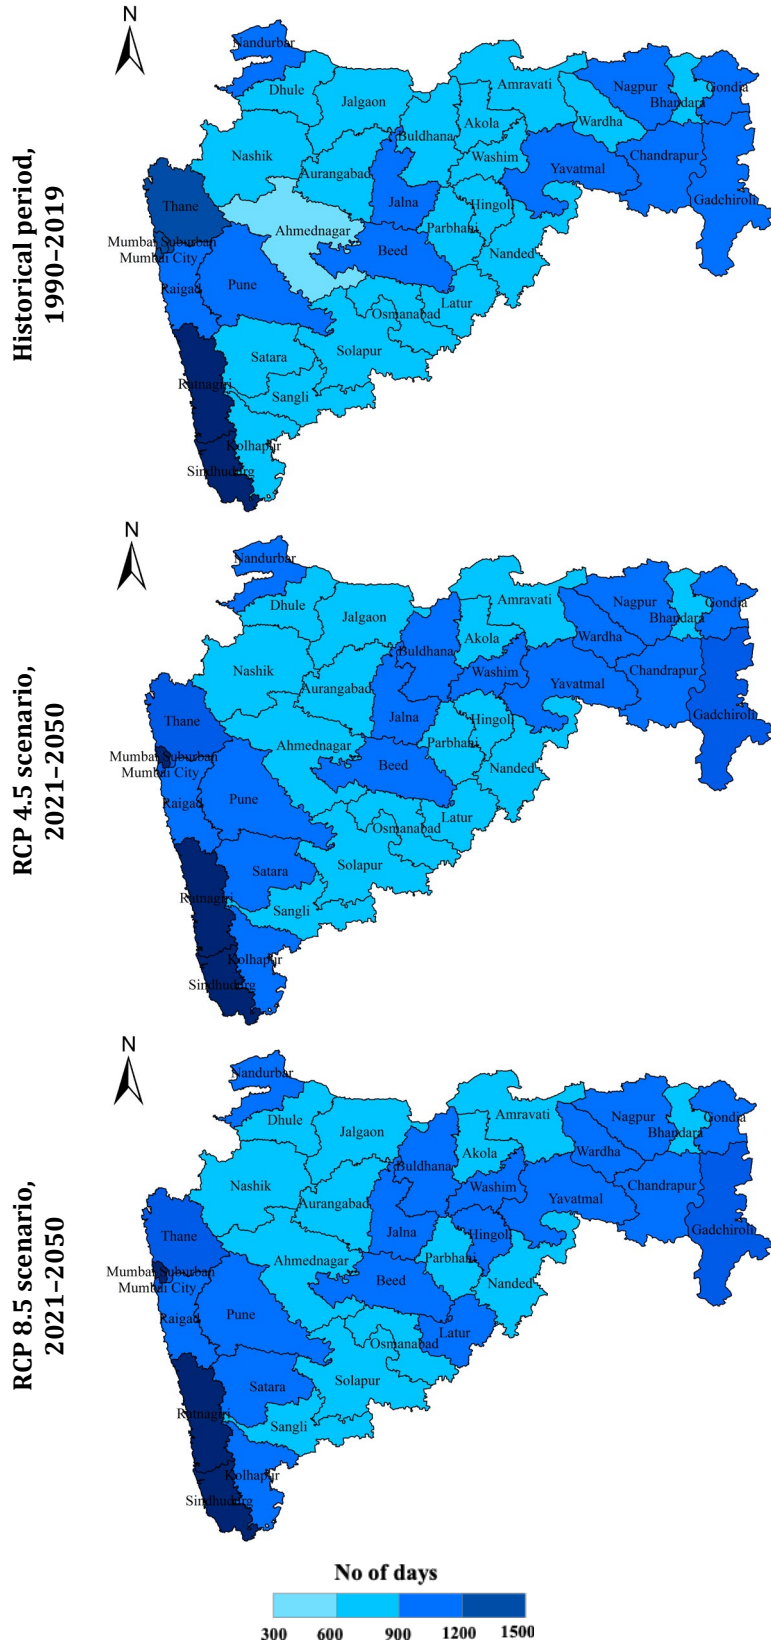 N
Historical period,
1990–2019
Nandurbar
Dhule
Jalgaon
Amravati
Nagpur
Gondia
Bhandara
Buldhana
Akola
Wardha
Nashik
Aurangabad
Washim
Yavatmal
Chandrapur
Thane
Jalna
Hingoli
Gadchiroli
Ahmednagar
Parbhani
Mumbai Suburban
Mumbai City
Beed
Nanded
Raigad
Pune
Latur
Osmanabad
Satara
Solapur
Ratnagiri
Sangli
Kolhapur
Sindhudurg
N
RCP 4.5 scenario,
2021–2050
Nandurbar
Dhule
Jalgaon
Amravati
Nagpur
Gondia
Bhandara
Wardha
Akola
Buldhana
Nashik
Aurangabad
Washim
Yavatmal
Chandrapur
Thane
Jalna
Hingoli
Gadchiroli
Ahmednagar
Parbhani
Mumbai Suburban
Mumbai City
Beed
Nanded
Raigad
Pune
Latur
Osmanabad
Satara
Solapur
Ratnagiri
Sangli
Kolhapur
Sindhudurg
N
RCP 8.5 scenario,
2021–2050
Nandurbar
Dhule
Jalgaon
Amravati
Nagpur
Gondia
Bhandara
Wardha
Akola
Buldhana
Nashik
Aurangabad
Washim
Yavatmal
Chandrapur
Thane
Jalna
Hingoli
Gadchiroli
Ahmednagar
Parbhani
Mumbai Suburban
Mumbai City
Beed
Nanded
Raigad
Pune
Latur
Osmanabad
Satara
Solapur
Ratnagiri
Sangli
Kolhapur
Sindhudurg
No of days
300 600 900 1200 1500